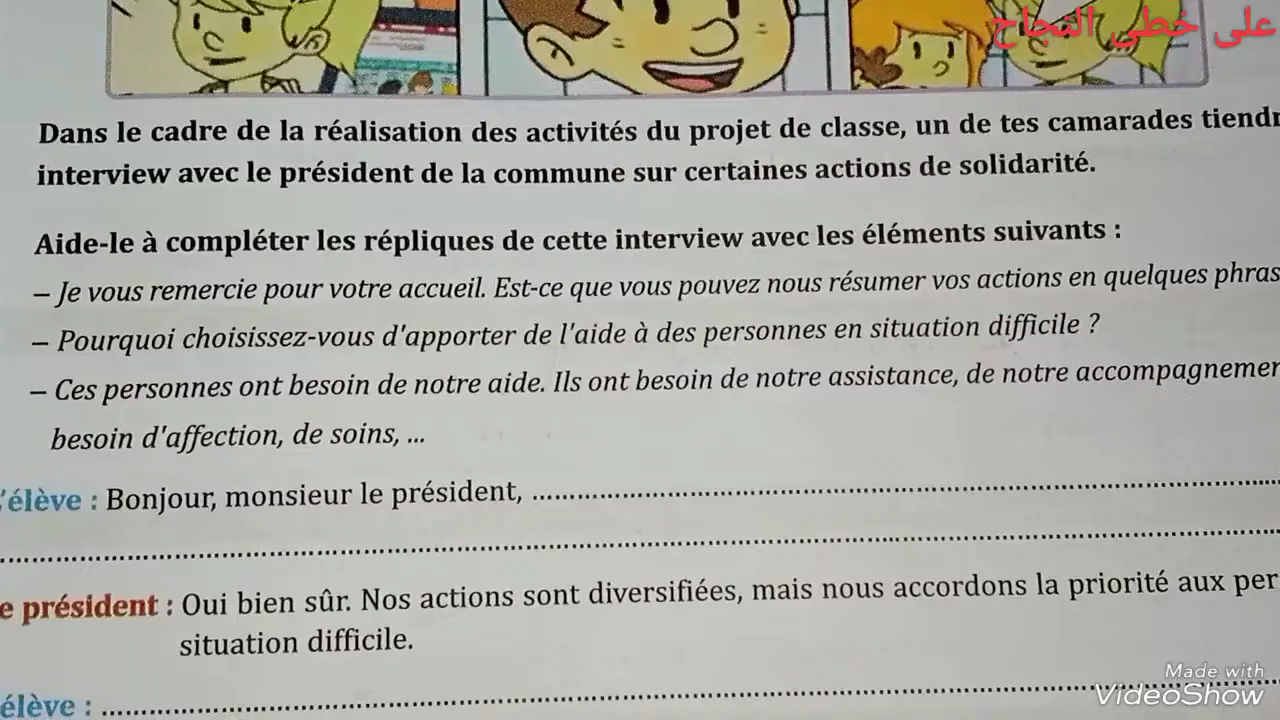 على خطى النجاح
Dans le cadre de la réalisation des activités du projet de classe, un de tes camarades tiendr
interview avec le président de la commune sur certaines actions de solidarité.
Aide-le à compléter les répliques de cette interview avec les éléments suivants :
– Je vous remercie pour votre accueil. Est-ce que vous pouvez nous résumer vos actions en quelques phras
– Pourquoi choisissez-vous d'apporter de l'aide à des personnes en situation difficile ?
– Ces personnes ont besoin de notre aide. Ils ont besoin de notre assistance, de notre accompagnemen
besoin d'affection, de soins, ...
'élève : Bonjour, monsieur le président, ........................................
........................................
e président : Oui bien sûr. Nos actions sont diversifiées, mais nous accordons la priorité aux per
situation difficile.
élève : ........................................
Made with
VideoShow